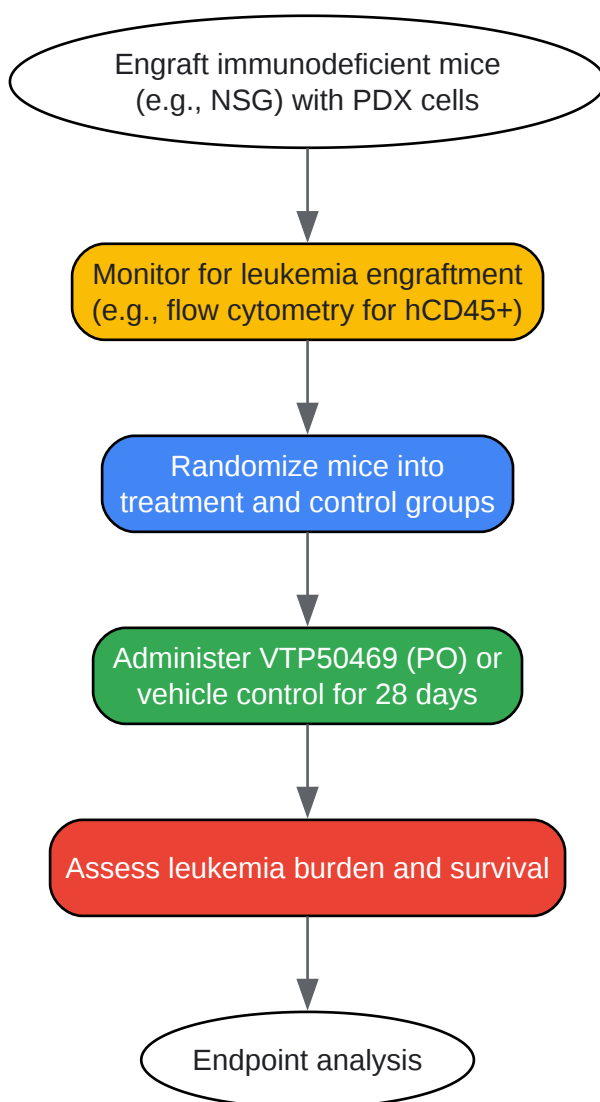 Engraft immunodeficient mice
(e.g., NSG) with PDX cells
Monitor for leukemia engraftment
(e.g., flow cytometry for hCD45+)
Randomize mice into
treatment and control groups
Administer VTP50469 (PO) or
vehicle control for 28 days
Assess leukemia burden and survival
Endpoint analysis